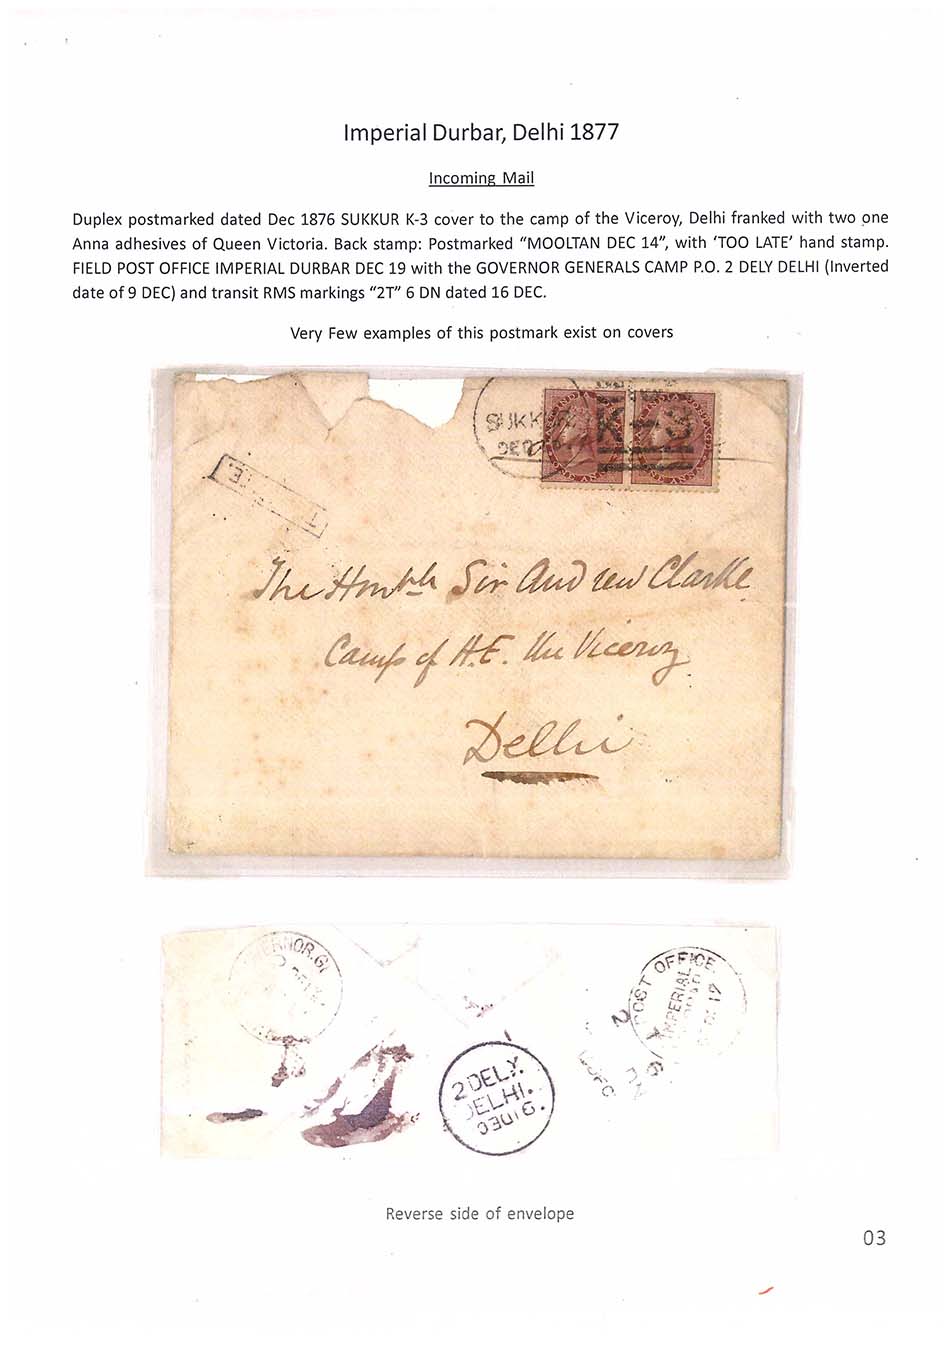 Imperial Durbar, Delhi 1877
Incoming Mail
Duplex postmarked dated Dec 1876 SUKKUR K-3 cover to the camp of the Viceroy, Delhi franked with two one
Anna adhesives of Queen Victoria. Back stamp: Postmarked “MOOLTAN DEC 14”, with ‘TOO LATE’ hand stamp.
FIELD POST OFFICE IMPERIAL DURBAR DEC 19 with the GOVERNOR GENERALS CAMP P.O. 2 DELY DELHI (Inverted
date of 9 DEC) and transit RMS markings “2T” 6 DN dated 16 DEC.
Very Few examples of this postmark exist on covers
SUKKUR
K-3
The Honble Sir Andrew Clarke
Camp of H.E. the Viceroy
Delhi
POST OFFICE
IMPERIAL
2 DELY.
DELHI.
6
DN
Reverse side of envelope
03